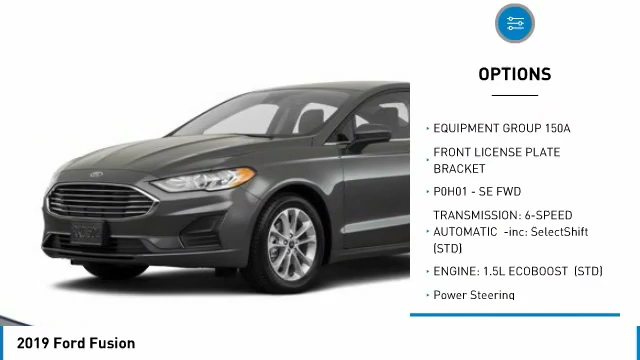 OPTIONS
EQUIPMENT GROUP 150A
FRONT LICENSE PLATE
BRACKET
P0H01 - SE FWD
TRANSMISSION: 6-SPEED
AUTOMATIC -inc: SelectShift
(STD)
ENGINE: 1.5L ECOBOOST (STD)
Power Steering
2019 Ford Fusion